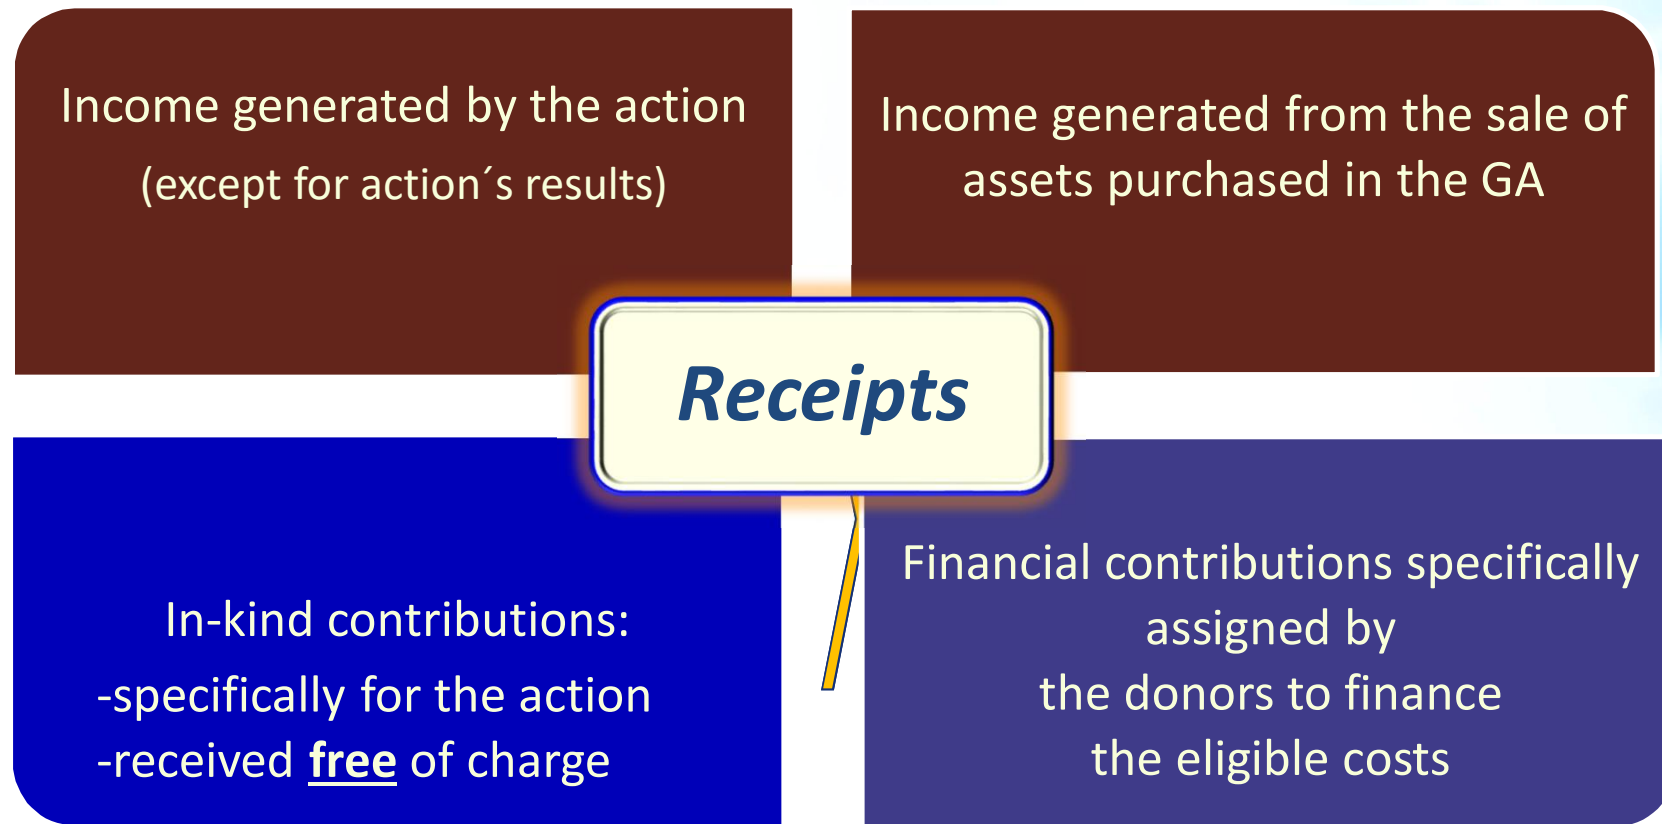 Income generated by the action
(except for action´s results)
Income generated from the sale of
assets purchased in the GA
Receipts
In-kind contributions:
-specifically for the action
-received free of charge
Financial contributions specifically
assigned by
the donors to finance
the eligible costs